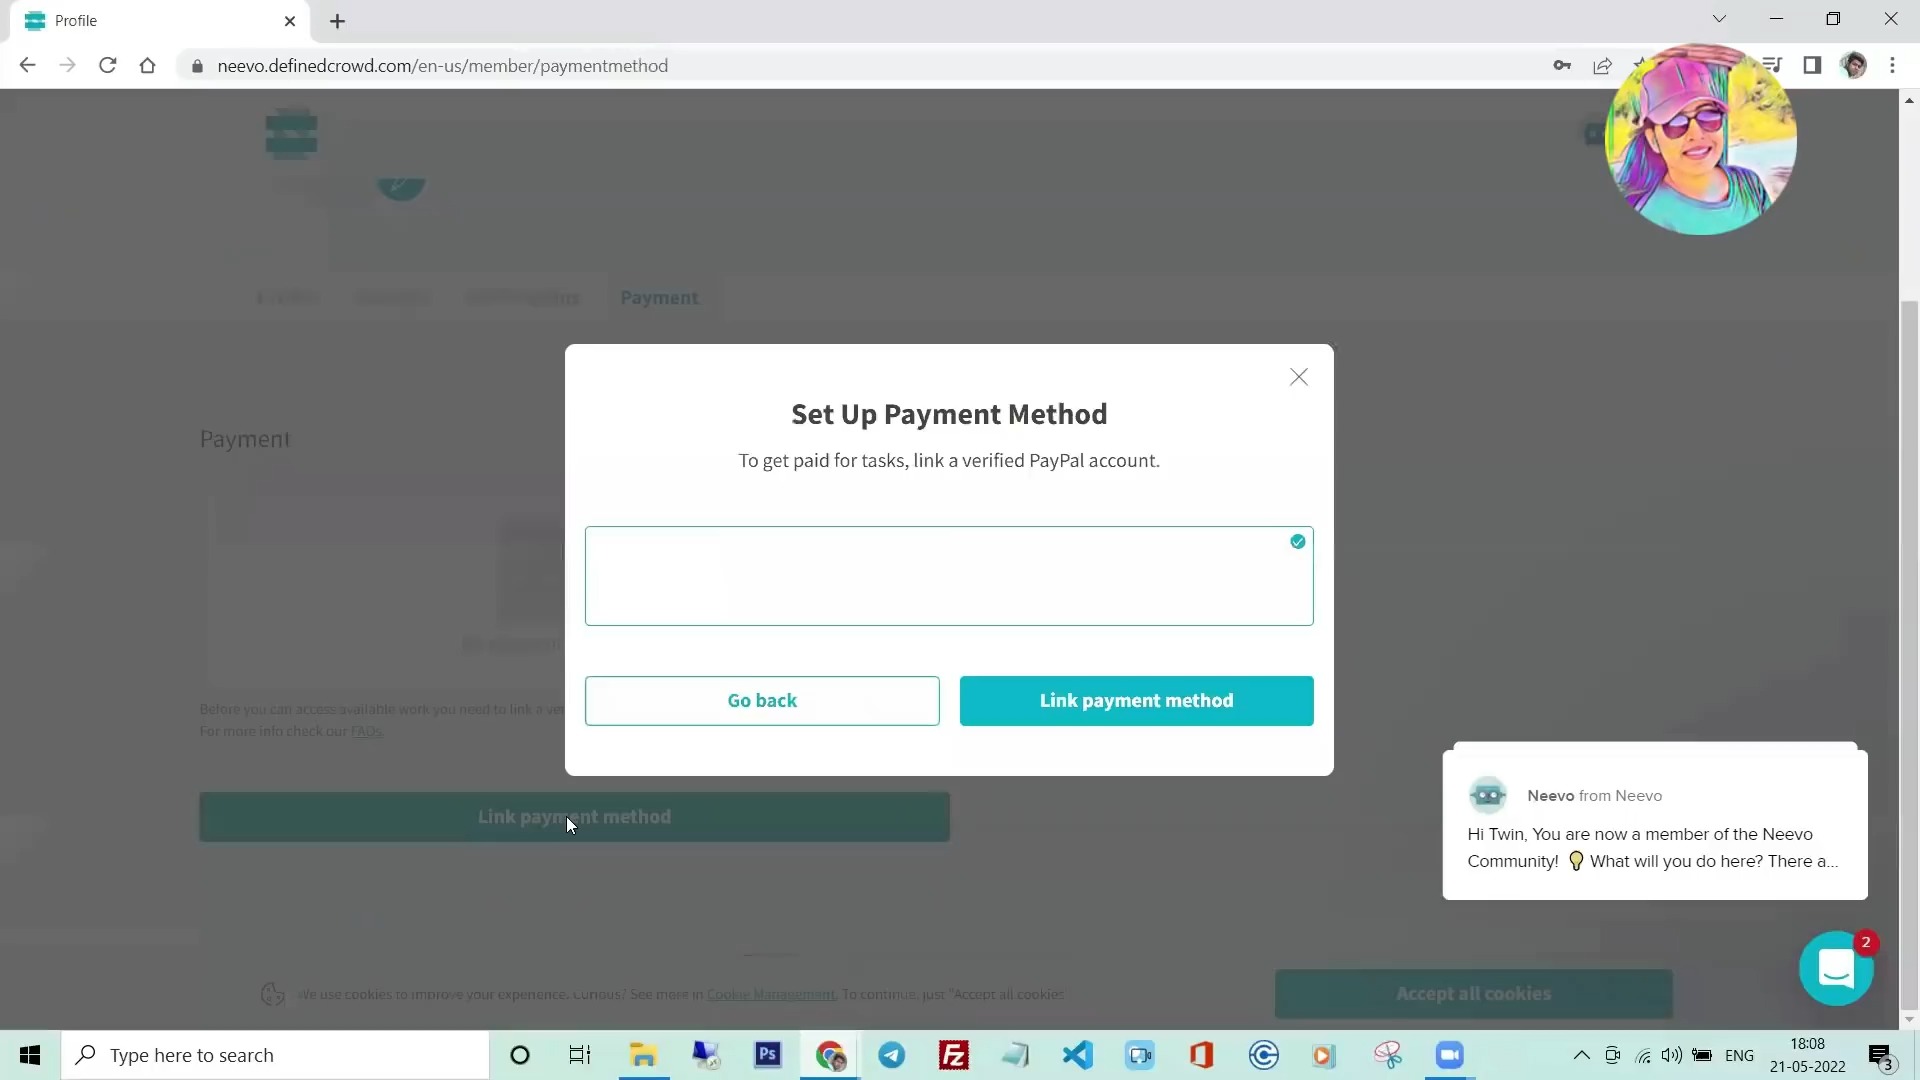 Profile
neevo.definedcrowd.com/en-us/member/paymentmethod
Payment
Set Up Payment Method
To get paid for tasks, link a verified PayPal account.
Payment
Go back
Link payment method
Before you can access available work you need to link a ver
For more info check our FAQs.
Neevo from Neevo
Hi Twin, You are now a member of the Neevo
Community! 💡 What will you do here? There a...
Link payment method
2
We use cookies to improve your experience. Curious? See more in Cookie Management. To continue, just "Accept all cookies"
Accept all cookies
Type here to search
Ps
Fz
ENG
18:08
21-05-2022
3